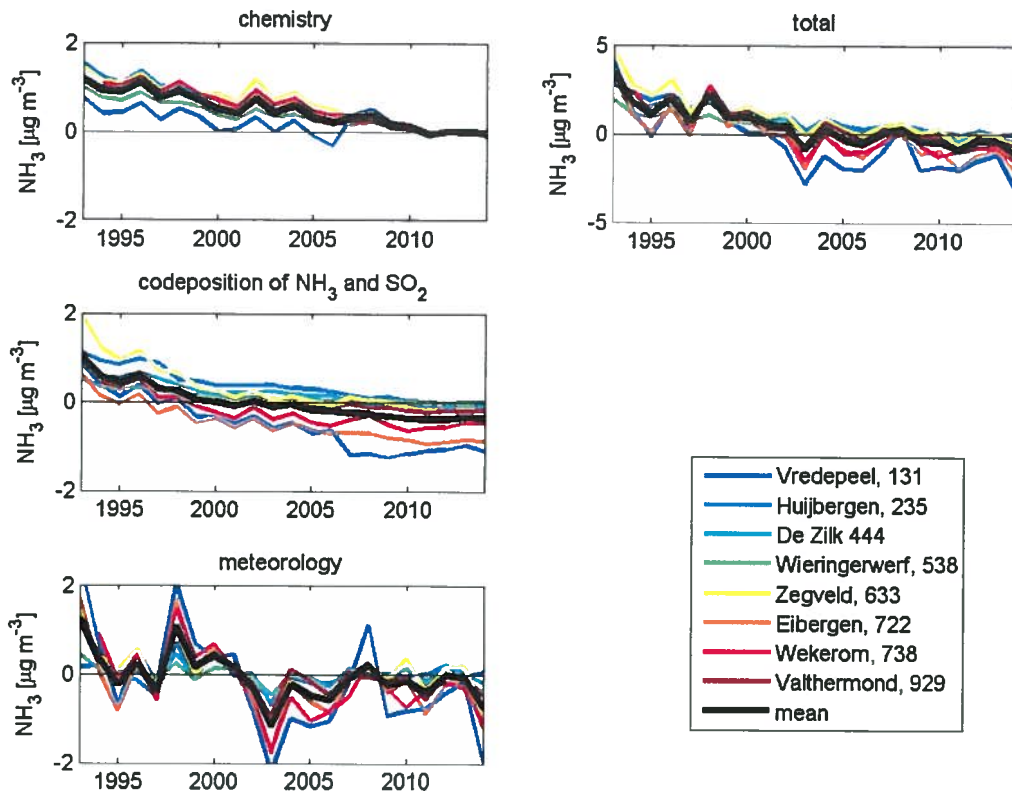 chemistry
NH3 [µg m-3]
2
0
-2
1995 2000 2005 2010
total
NH3 [µg m-3]
5
0
-5
1995 2000 2005 2010
codeposition of NH3 and SO2
NH3 [µg m-3]
2
0
-2
1995 2000 2005 2010
meteorology
NH3 [µg m-3]
2
0
-2
1995 2000 2005 2010
Vredepeel, 131
Huijbergen, 235
De Zilk 444
Wieringerwerf, 538
Zegveld, 633
Eibergen, 722
Wekerom, 738
Valthermond, 929
mean